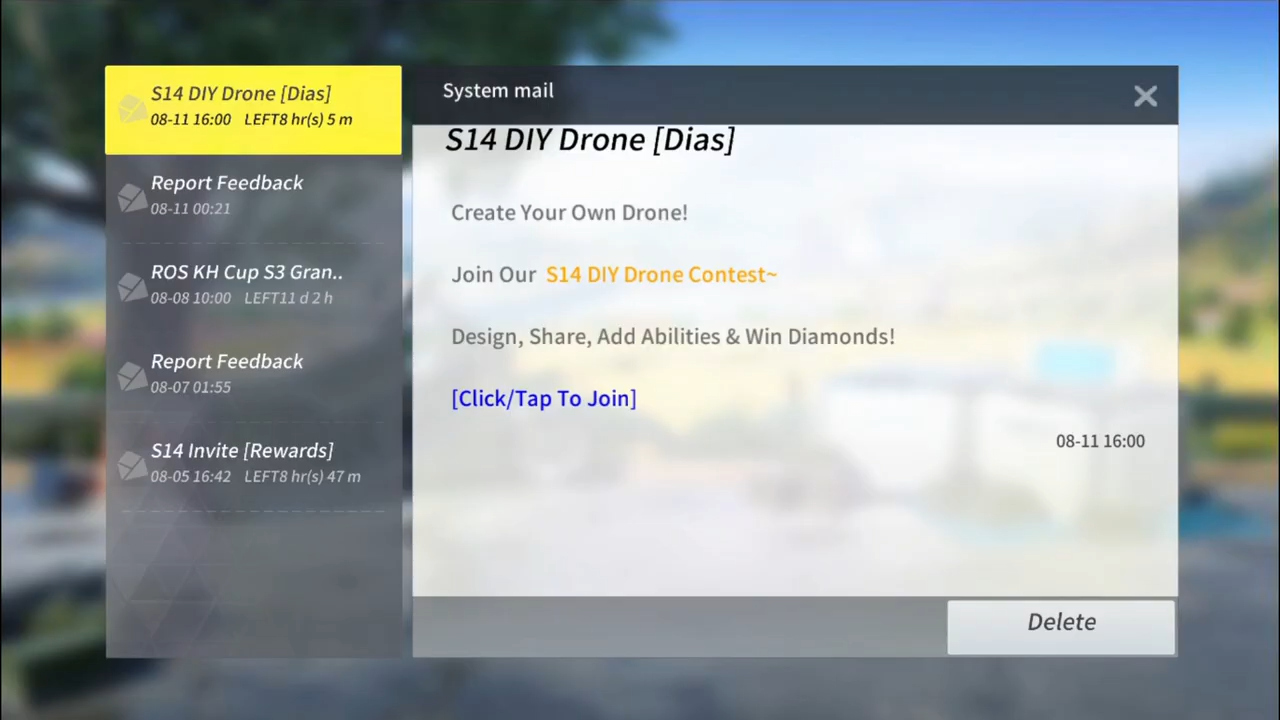 S14 DIY Drone [Dias]
08-11 16:00 LEFT8 hr(s) 5 m
Report Feedback
08-11 00:21
ROS KH Cup S3 Gran..
08-08 10:00 LEFT11 d 2 h
Report Feedback
08-07 01:55
S14 Invite [Rewards]
08-05 16:42 LEFT8 hr(s) 47 m
System mail
S14 DIY Drone [Dias]
Create Your Own Drone!
Join Our S14 DIY Drone Contest~
Design, Share, Add Abilities & Win Diamonds!
[Click/Tap To Join]
08-11 16:00
Delete